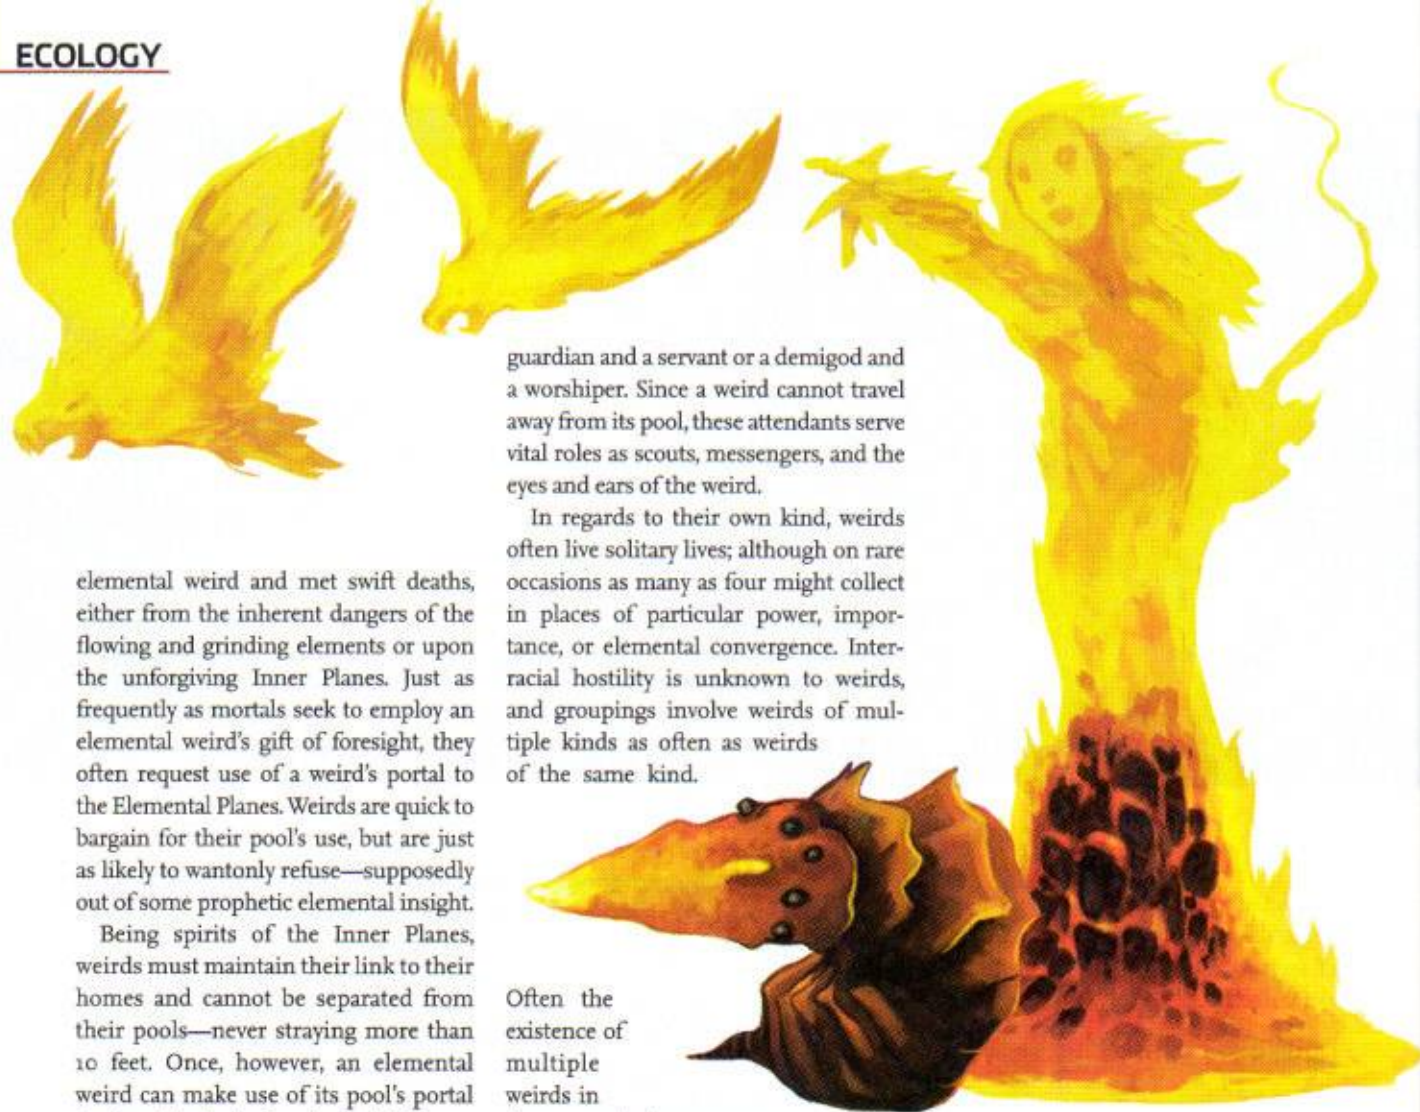 ECOLOGY
elemental weird and met swift deaths,
either from the inherent dangers of the
flowing and grinding elements or upon
the unforgiving Inner Planes. Just as
frequently as mortals seek to employ an
elemental weird's gift of foresight, they
often request use of a weird's portal to
the Elemental Planes. Weirds are quick to
bargain for their pool's use, but are just
as likely to wantonly refuse—supposedly
out of some prophetic elemental insight.
Being spirits of the Inner Planes,
weirds must maintain their link to their
homes and cannot be separated from
their pools—never straying more than
10 feet. Once, however, an elemental
weird can make use of its pool's portal
guardian and a servant or a demigod and
a worshiper. Since a weird cannot travel
away from its pool, these attendants serve
vital roles as scouts, messengers, and the
eyes and ears of the weird.
In regards to their own kind, weirds
often live solitary lives; although on rare
occasions as many as four might collect
in places of particular power, impor-
tance, or elemental convergence. Inter-
racial hostility is unknown to weirds,
and groupings involve weirds of mul-
tiple kinds as often as weirds
of the same kind.
Often the
existence of
multiple
weirds in